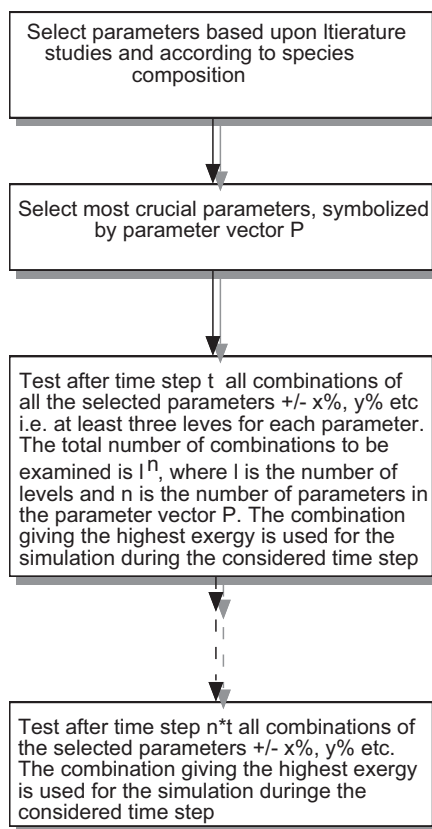 Select parameters based upon ltierature
studies and according to species
composition
Select most crucial parameters, symbolized
by parameter vector P
Test after time step t all combinations of
all the selected parameters +/- x%, y% etc
i.e. at least three leves for each parameter.
The total number of combinations to be
examined is l^n, where l is the number of
levels and n is the number of parameters in
the parameter vector P. The combination
giving the highest exergy is used for the
simulation during the considered time step
Test after time step n*t all combinations of
the selected parameters +/- x%, y% etc.
The combination giving the highest exergy
is used for the simulation duringe the
considered time step